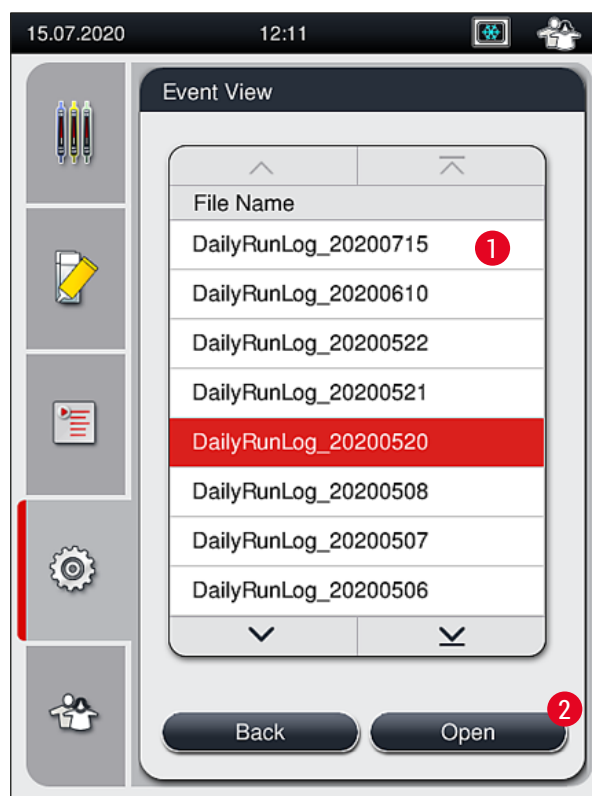 15.07.2020 12:11
Event View
File Name
DailyRunLog_20200715 1
DailyRunLog_20200610
DailyRunLog_20200522
DailyRunLog_20200521
DailyRunLog_20200520
DailyRunLog_20200508
DailyRunLog_20200507
DailyRunLog_20200506
2
Back Open